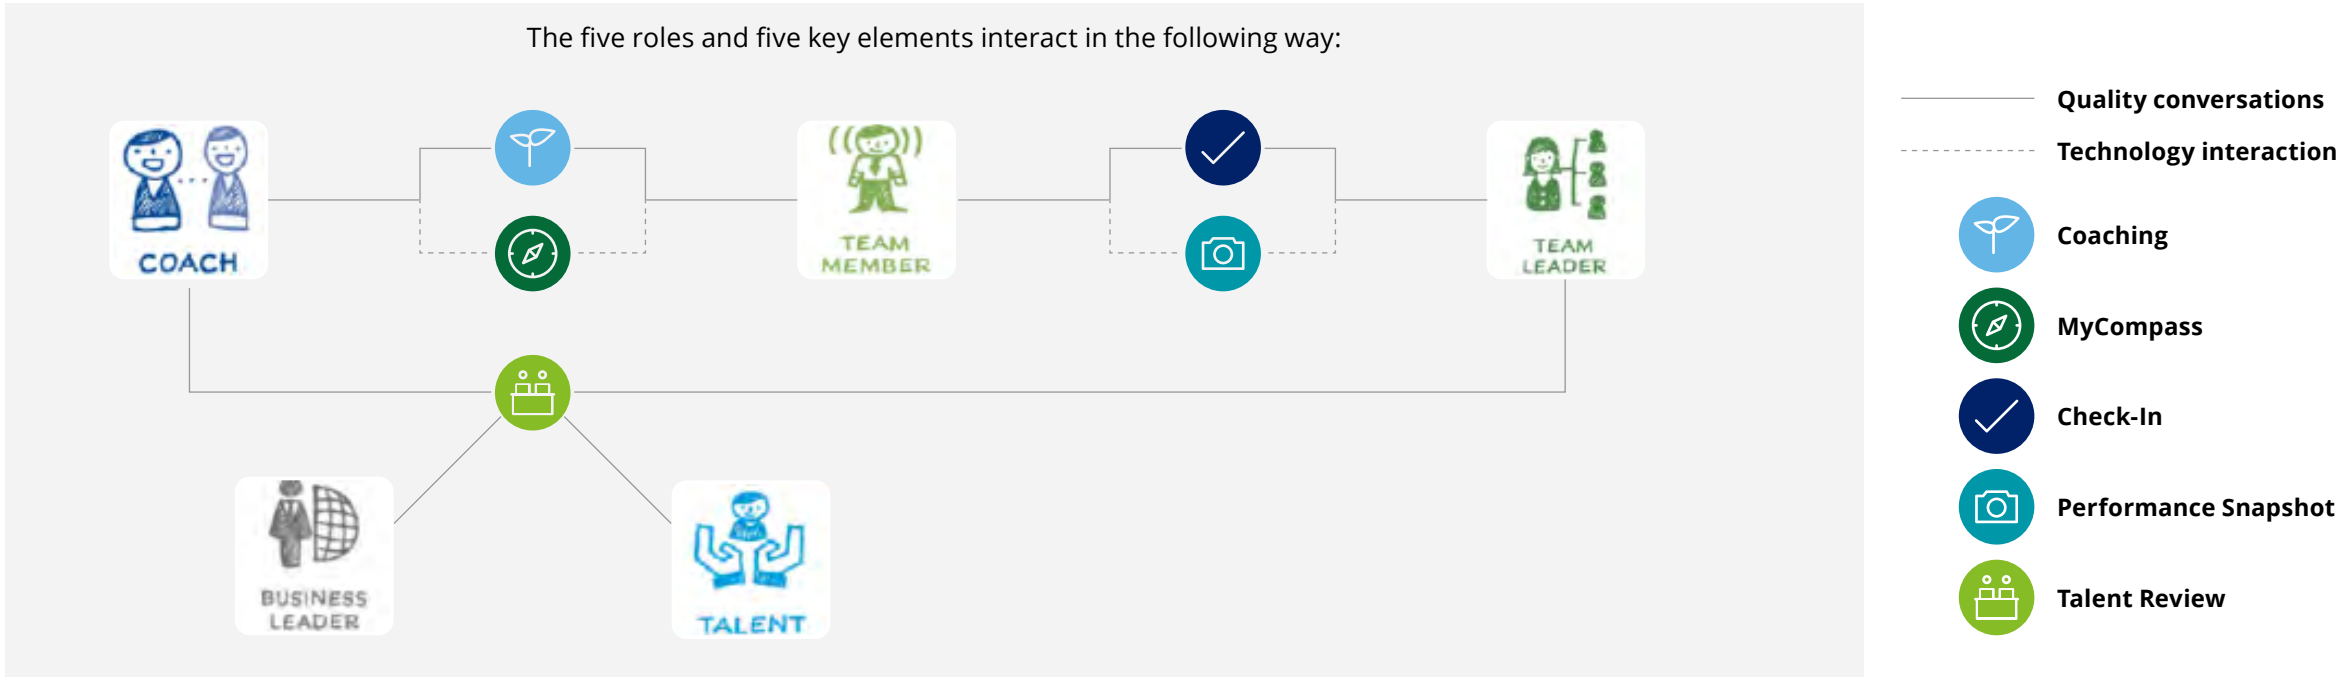 The five roles and five key elements interact in the following way:
COACH
TEAM
MEMBER
TEAM
LEADER
BUSINESS
LEADER
TALENT
Quality conversations
Technology interaction
Coaching
MyCompass
Check-In
Performance Snapshot
Talent Review